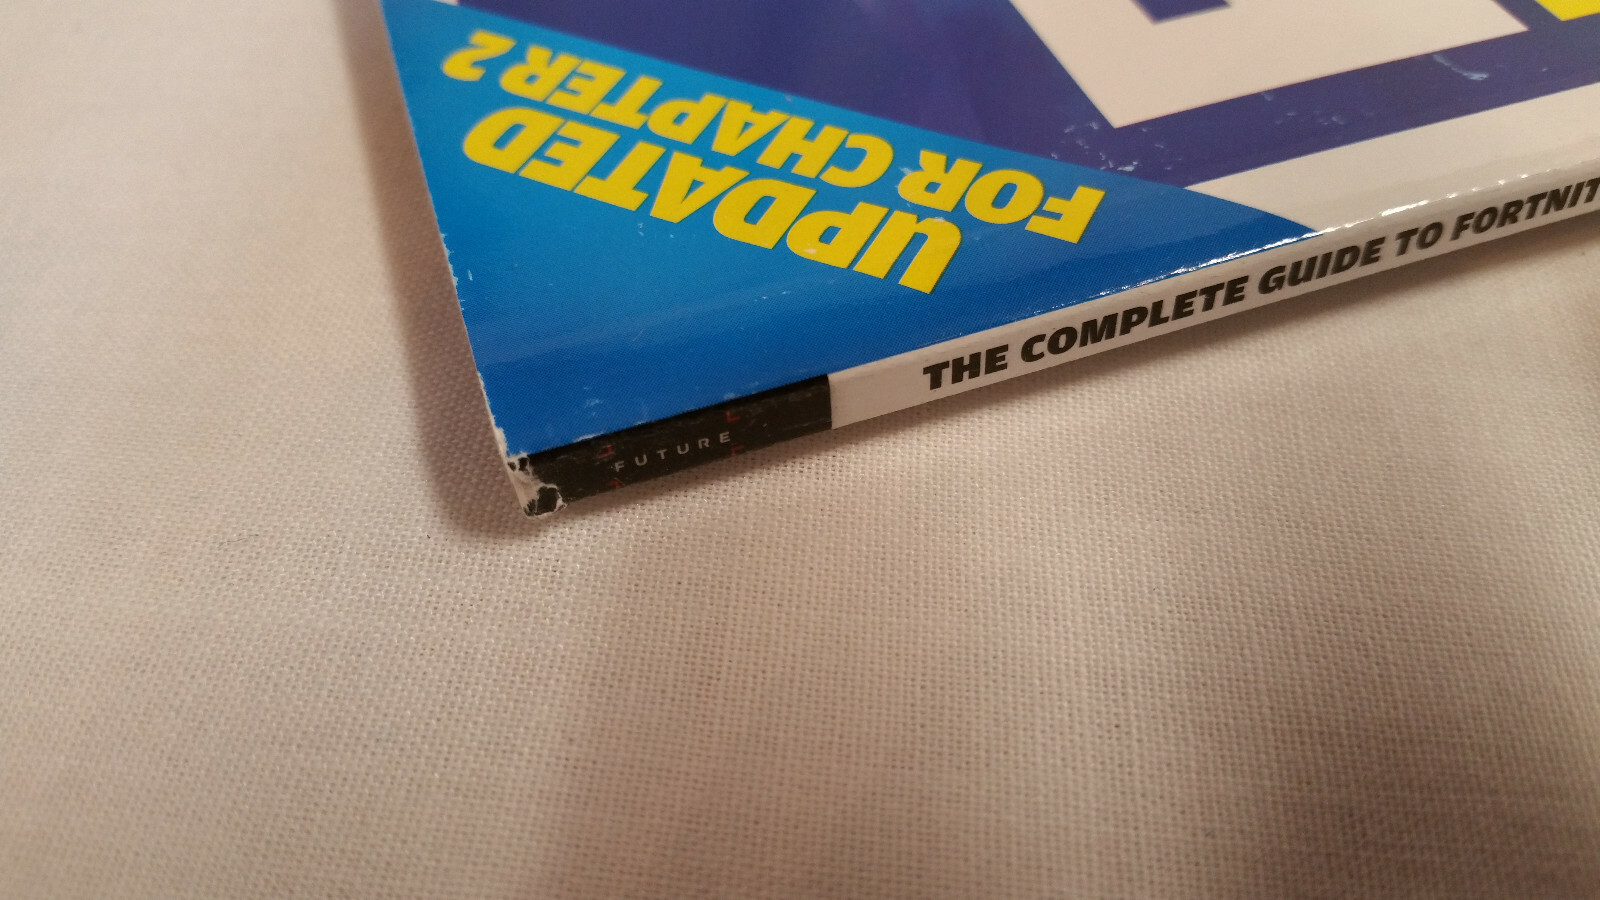 UPDATED
FOR CHAPTER 2
THE COMPLETE GUIDE TO FORTNIT
FUTURE